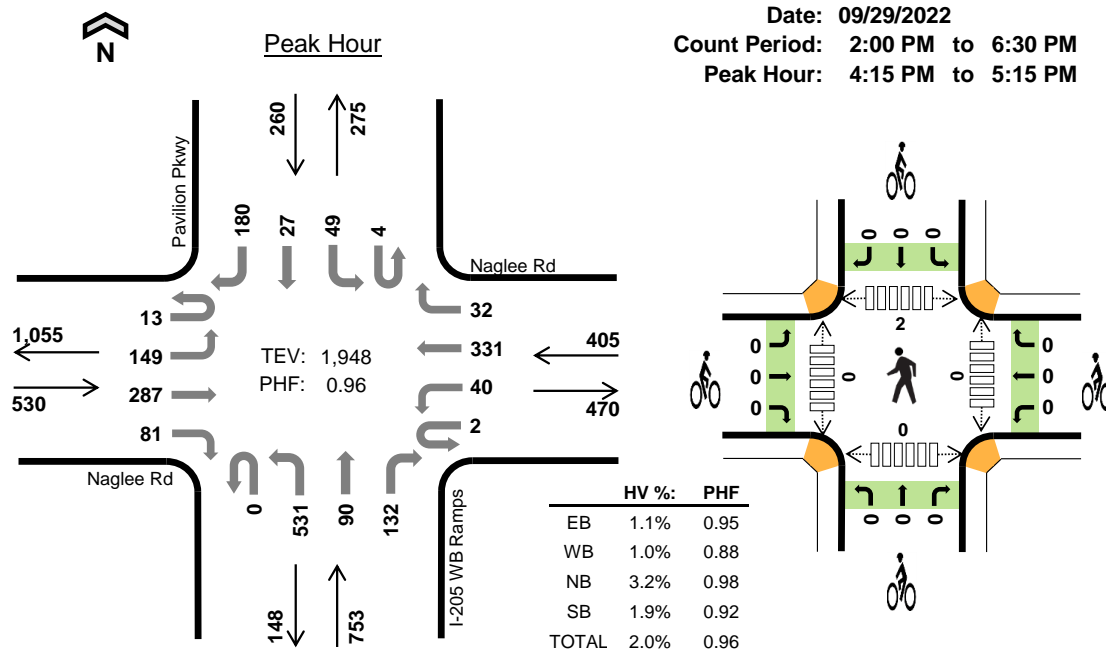 Date: 09/29/2022
Count Period: 2:00 PM to 6:30 PM
Peak Hour: 4:15 PM to 5:15 PM
N
Peak Hour
260
275
Pavilion Pkwy
180
27
49
4
Naglee Rd
13
32
1,055
149
TEV: 1,948
331
405
530
287
PHF: 0.96
40
470
81
2
Naglee Rd
0
531
90
132
I-205 WB Ramps
148
753
0
0
0
2
0
0
0
0
0
0
0
0
0
0
0
0
HV %: PHF
EB 1.1% 0.95
WB 1.0% 0.88
NB 3.2% 0.98
SB 1.9% 0.92
TOTAL 2.0% 0.96